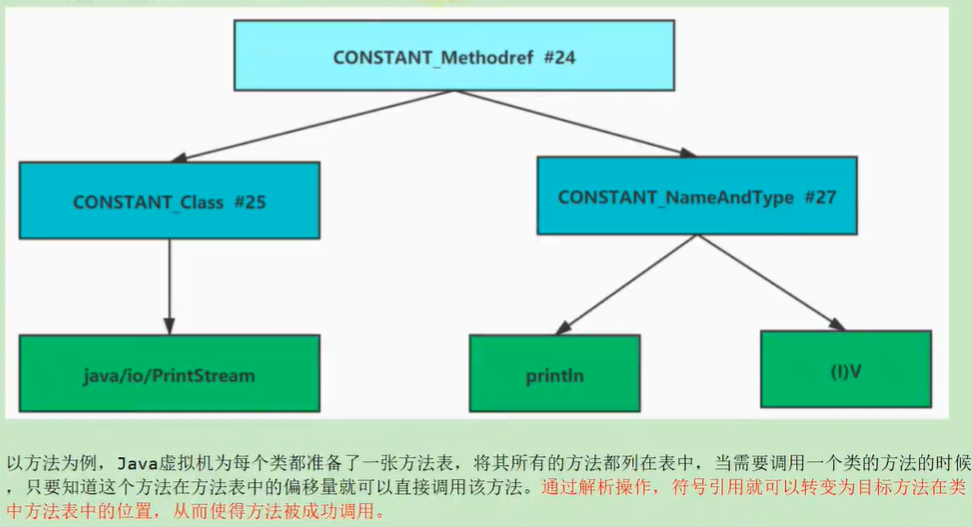 CONSTANT_Methodref #24
CONSTANT_Class #25
CONSTANT_NameAndType #27
java/io/PrintStream
println
(I)V
以方法为例，Java虚拟机为每个类都准备了一张方法表，将其所有的方法都列在表中，当需要调用一个类的方法的时候
，只要知道这个方法在方法表中的偏移量就可以直接调用该方法。通过解析操作，符号引用就可以转变为目标方法在类
中方法表中的位置，从而使得方法被成功调用。